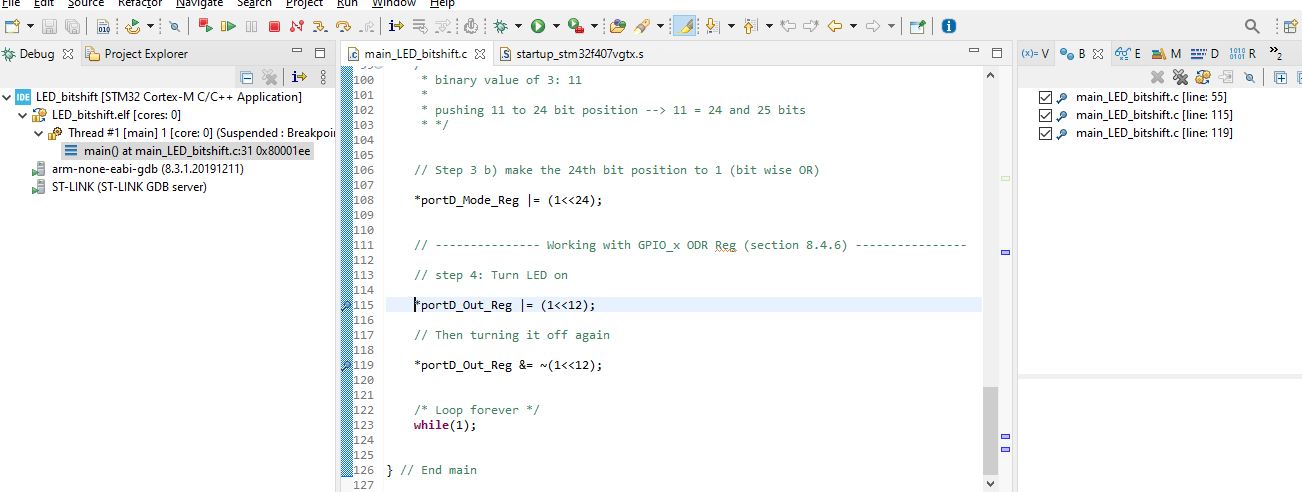 File Edit Source Refactor Navigate Search Project Run Window Help
Debug Project Explorer
LED_bitshift [STM32 Cortex-M C/C++ Application]
LED_bitshift.elf [cores: 0]
Thread #1 [main] 1 [core: 0] (Suspended : Breakpoin
main() at main_LED_bitshift.c:31 0x80001ee
arm-none-eabi-gdb (8.3.1.20191211)
ST-LINK (ST-LINK GDB server)
main_LED_bitshift.c startup_stm32f407vgtx.s
100 * binary value of 3: 11
101 *
102 * pushing 11 to 24 bit position --> 11 = 24 and 25 bits
103 * */
104
105
106 // Step 3 b) make the 24th bit position to 1 (bit wise OR)
107
108 *portD_Mode_Reg |= (1<<24);
109
110
111 // --------------- Working with GPIO_x ODR Reg (section 8.4.6) ----------------
112
113 // step 4: Turn LED on
114
115 *portD_Out_Reg |= (1<<12);
116
117 // Then turning it off again
118
119 *portD_Out_Reg &= ~(1<<12);
120
121
122 /* Loop forever */
123 while(1);
124
125
126 } // End main
127
(x)= V B E M D R 2
main_LED_bitshift.c [line: 55]
main_LED_bitshift.c [line: 115]
main_LED_bitshift.c [line: 119]